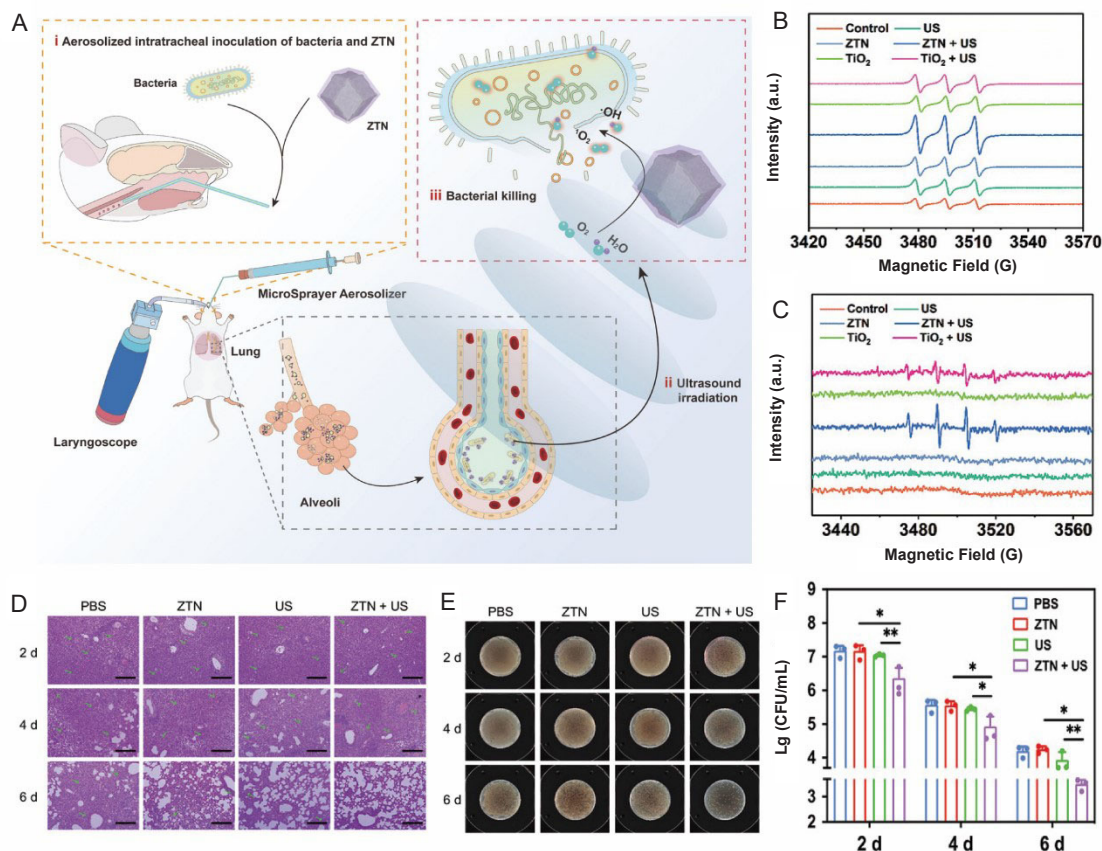 A
i Aerosolized intratracheal inoculation of bacteria and ZTN
Bacteria
ZTN
MicroSprayer Aerosolizer
Laryngoscope
Lung
Alveoli
ii Ultrasound
irradiation
iii Bacterial killing
·OH
¹O₂
O₂
H₂O
B
Control
US
ZTN
ZTN + US
TiO₂
TiO₂ + US
Intensity (a.u.)
3420 3450 3480 3510 3540 3570
Magnetic Field (G)
C
Control
US
ZTN
ZTN + US
TiO₂
TiO₂ + US
Intensity (a.u.)
3440 3480 3520 3560
Magnetic Field (G)
D
PBS ZTN US ZTN + US
2 d
4 d
6 d
E
PBS ZTN US ZTN + US
2 d
4 d
6 d
F
PBS
ZTN
US
ZTN + US
Lg (CFU/mL)
9
8
7
6
5
4
3
2
*
**
*
*
*
**
2 d 4 d 6 d